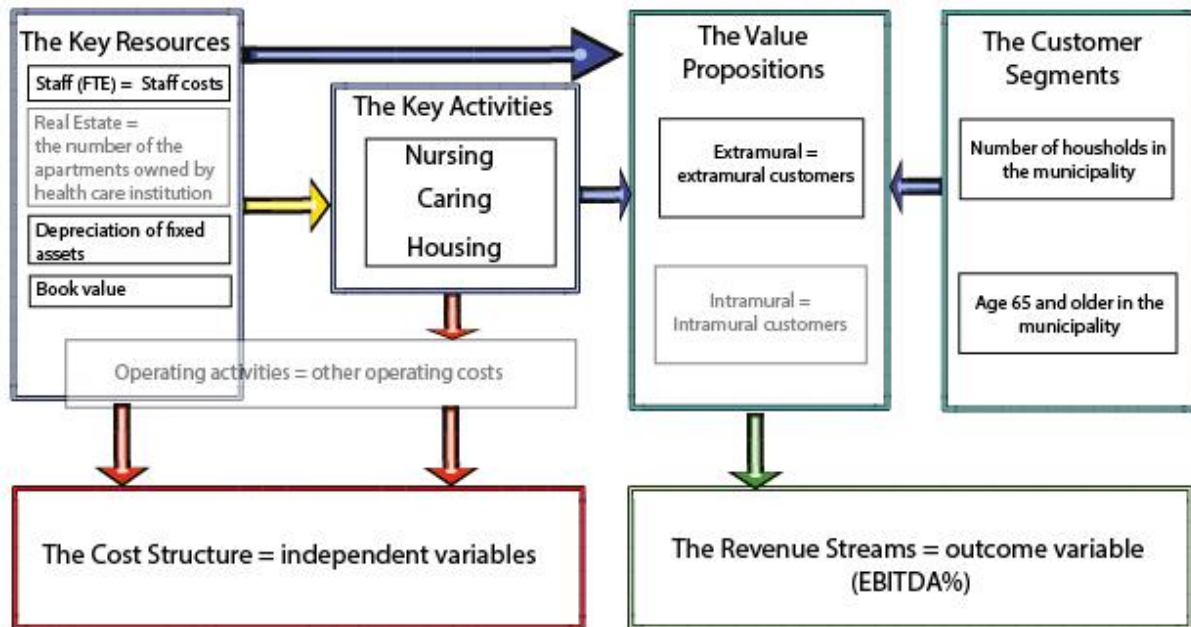 The Key Resources
Staff (FTE) = Staff costs
Real Estate =
the number of the
apartments owned by
health care institution
Depreciation of fixed
assets
Book value
The Key Activities
Nursing
Caring
Housing
Operating activities = other operating costs
The Value
Propositions
Extramural =
extramural customers
Intramural =
Intramural customers
The Customer
Segments
Number of housholds in
the municipality
Age 65 and older in the
municipality
The Cost Structure = independent variables
The Revenue Streams = outcome variable
(EBITDA%)